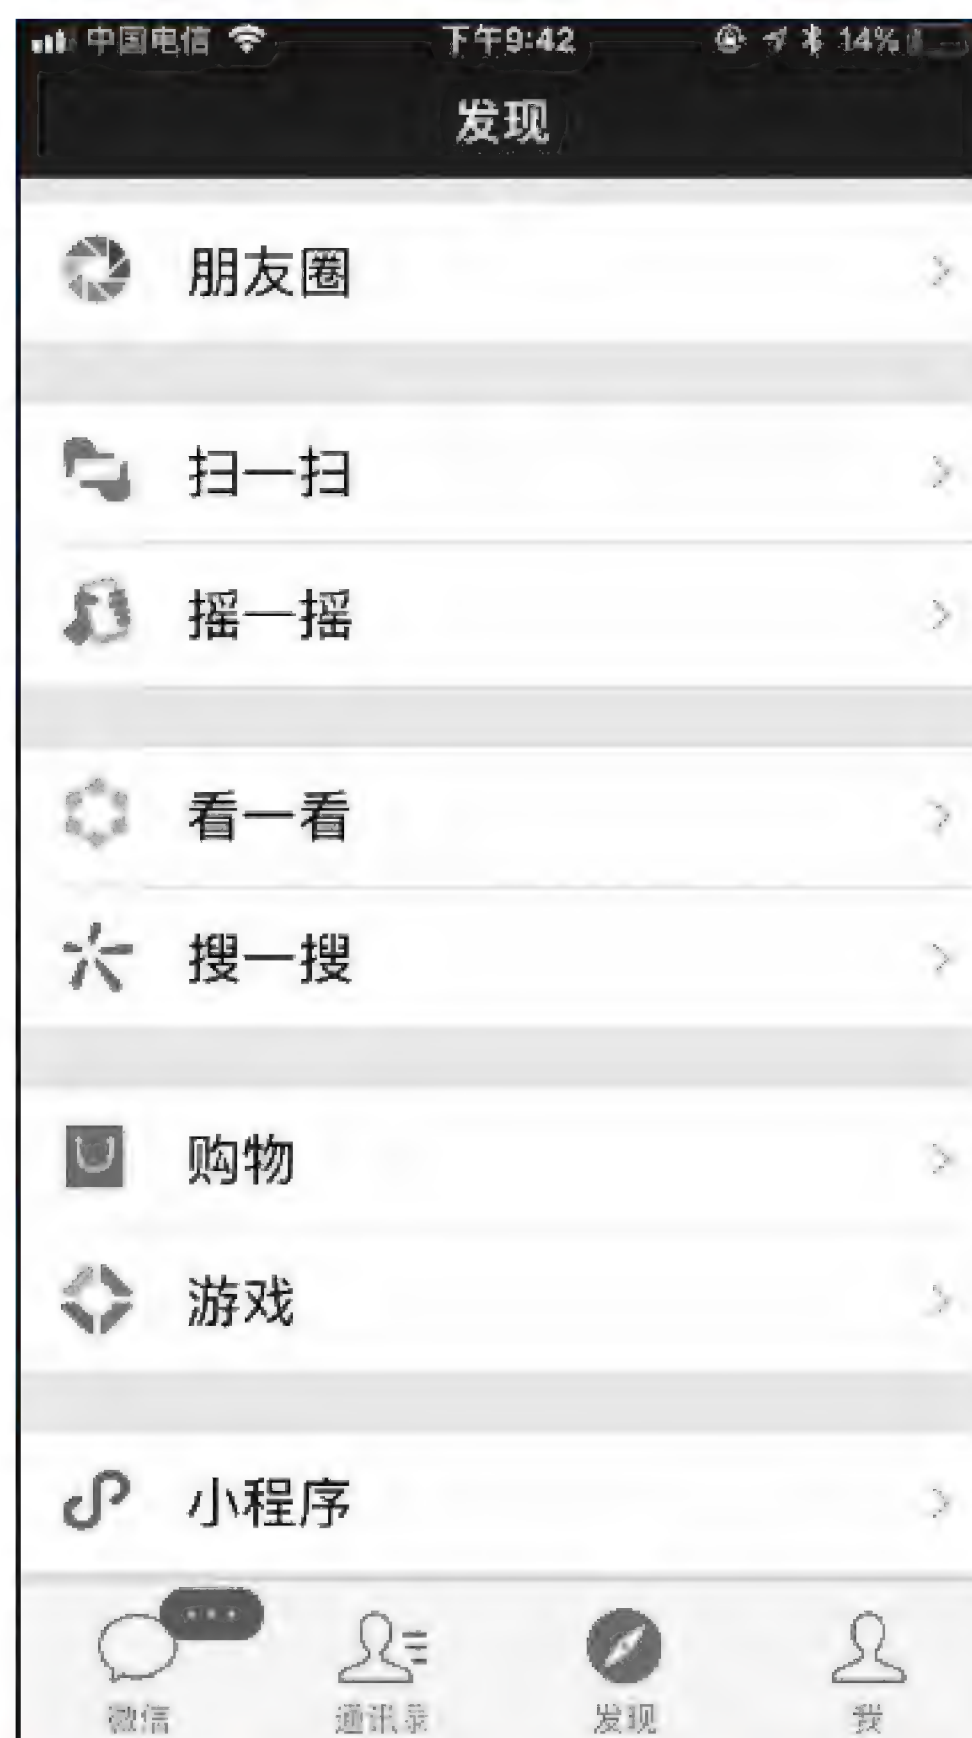 中国电信 下午9:42 14%
发现
朋友圈
扫一扫
摇一摇
看一看
搜一搜
购物
游戏
小程序
微信 通讯录 发现 我